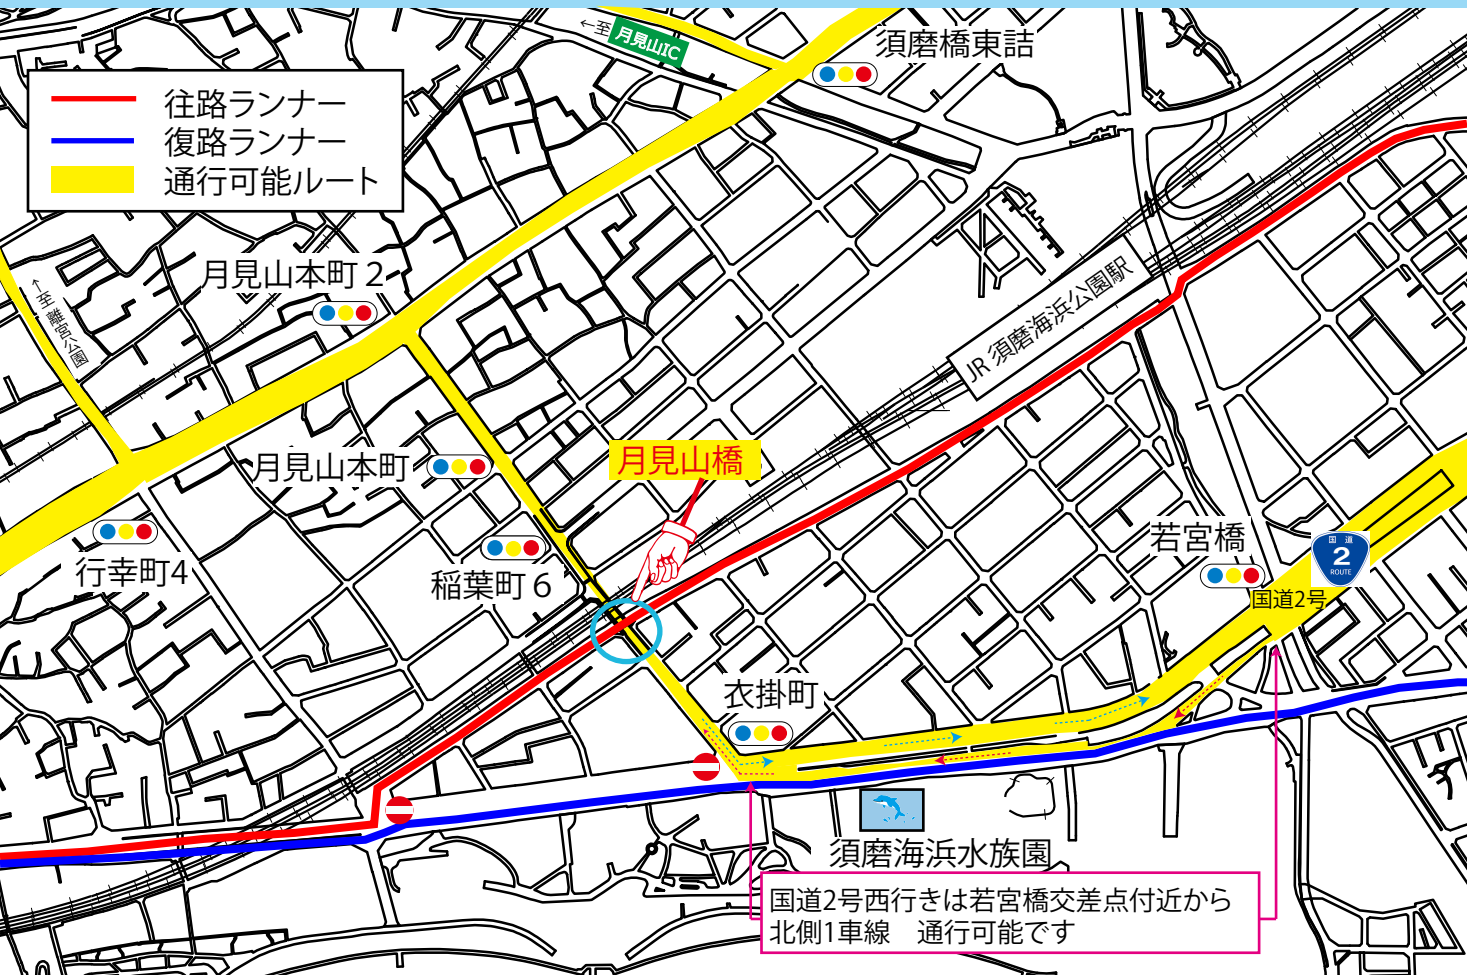 ←至 月見山IC
須磨橋東詰
往路ランナー
復路ランナー
通行可能ルート
月見山本町2
←至 離宮公園
JR 須磨海浜公園駅
月見山本町
月見山橋
行幸町4
稲葉町6
若宮橋
国道
2
ROUTE
国道2号
衣掛町
須磨海浜水族園
国道2号西行きは若宮橋交差点付近から
北側1車線　通行可能です